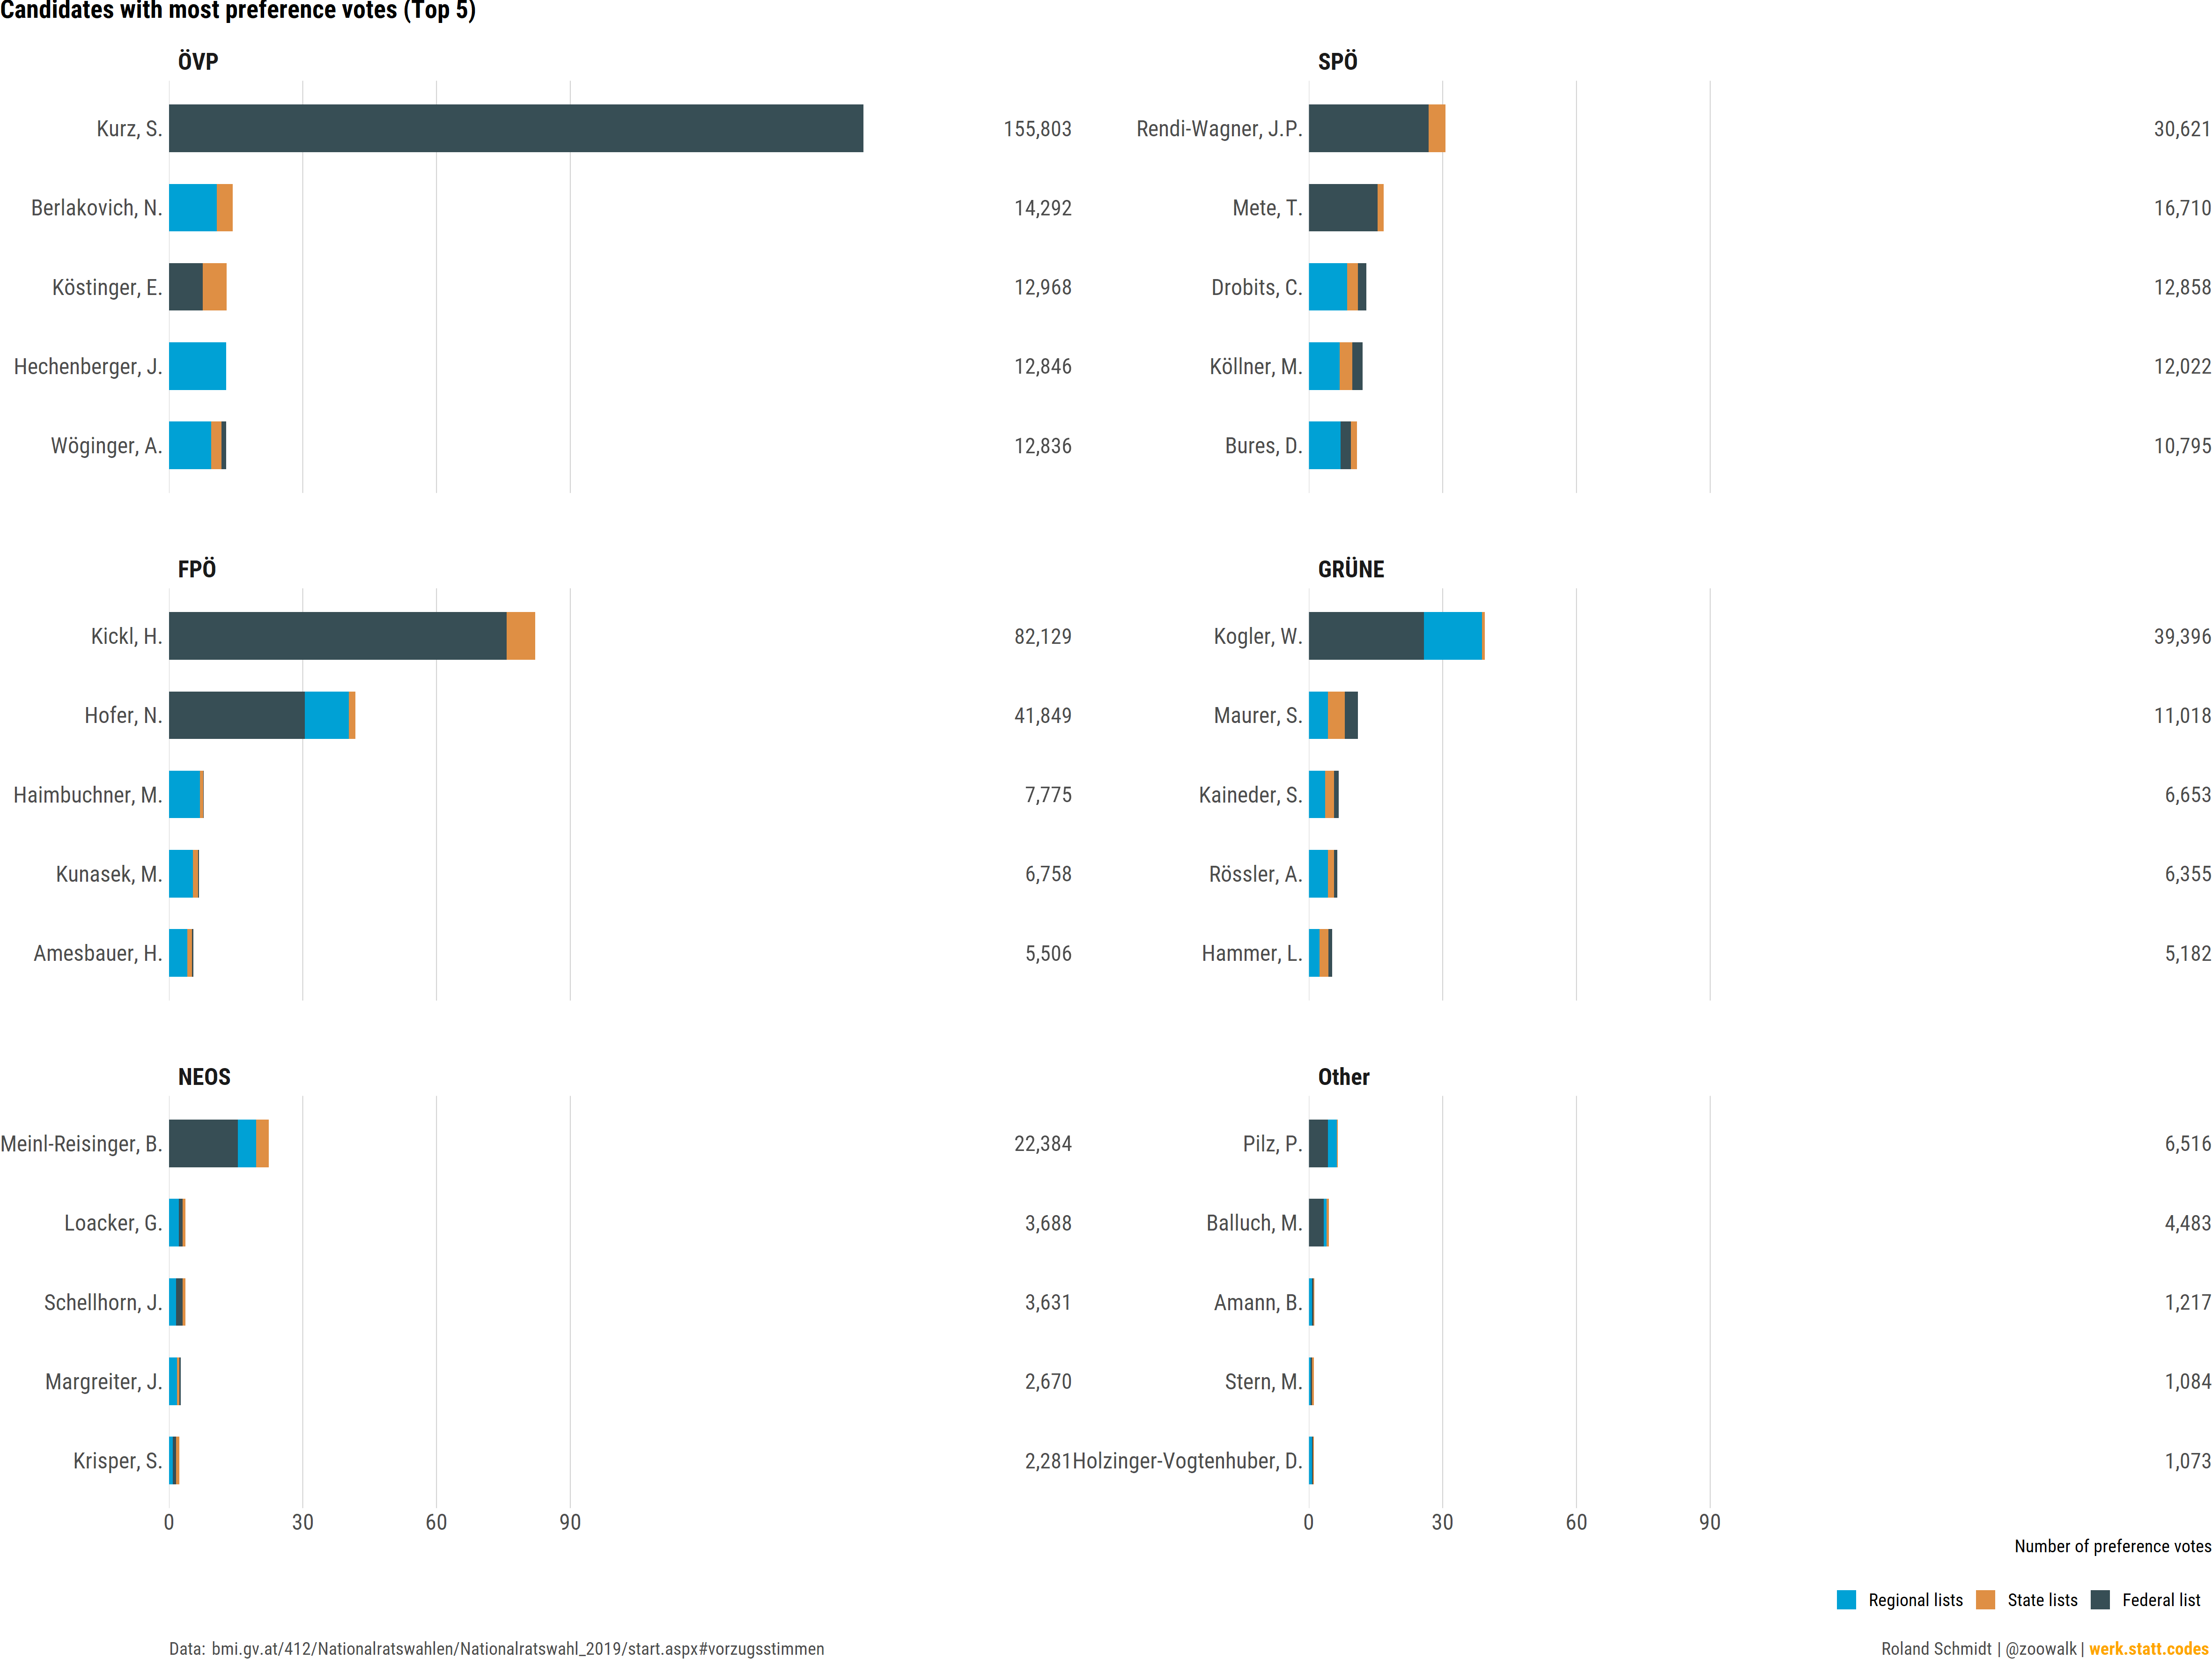 Candidates with most preference votes (Top 5)
ÖVP
Kurz, S. 155,803
Berlakovich, N. 14,292
Köstinger, E. 12,968
Hechenberger, J. 12,846
Wöginger, A. 12,836
SPÖ
Rendi-Wagner, J.P. 30,621
Mete, T. 16,710
Drobits, C. 12,858
Köllner, M. 12,022
Bures, D. 10,795
FPÖ
Kickl, H. 82,129
Hofer, N. 41,849
Haimbuchner, M. 7,775
Kunasek, M. 6,758
Amesbauer, H. 5,506
GRÜNE
Kogler, W. 39,396
Maurer, S. 11,018
Kaineder, S. 6,653
Rössler, A. 6,355
Hammer, L. 5,182
NEOS
Meinl-Reisinger, B. 22,384
Loacker, G. 3,688
Schellhorn, J. 3,631
Margreiter, J. 2,670
Krisper, S. 2,281
0 30 60 90
Other
Pilz, P. 6,516
Balluch, M. 4,483
Amann, B. 1,217
Stern, M. 1,084
Holzinger-Vogtenhuber, D. 1,073
0 30 60 90
Number of preference votes
Regional lists State lists Federal list
Data: bmi.gv.at/412/Nationalratswahlen/Nationalratswahl_2019/start.aspx#vorzugsstimmen
Roland Schmidt | @zoowalk | werk.statt.codes